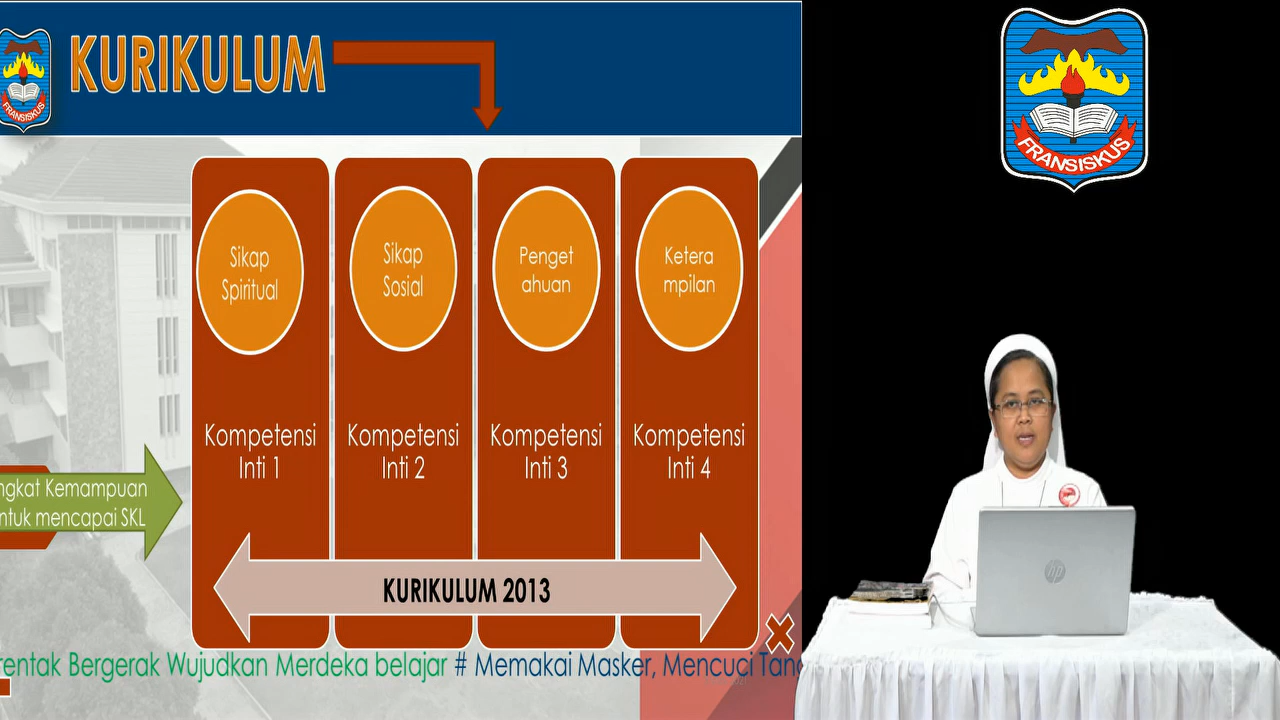 KURIKULUM
FRANSISKUS
FRANSISKUS
Sikap
Spiritual
Sikap
Sosial
Penget
ahuan
Ketera
mpilan
Kompetensi
Inti 1
Kompetensi
Inti 2
Kompetensi
Inti 3
Kompetensi
Inti 4
ngkat Kemampuan
ntuk mencapai SKL
KURIKULUM 2013
rentak Bergerak Wujudkan Merdeka belajar # Memakai Masker, Mencuci Tang
hp